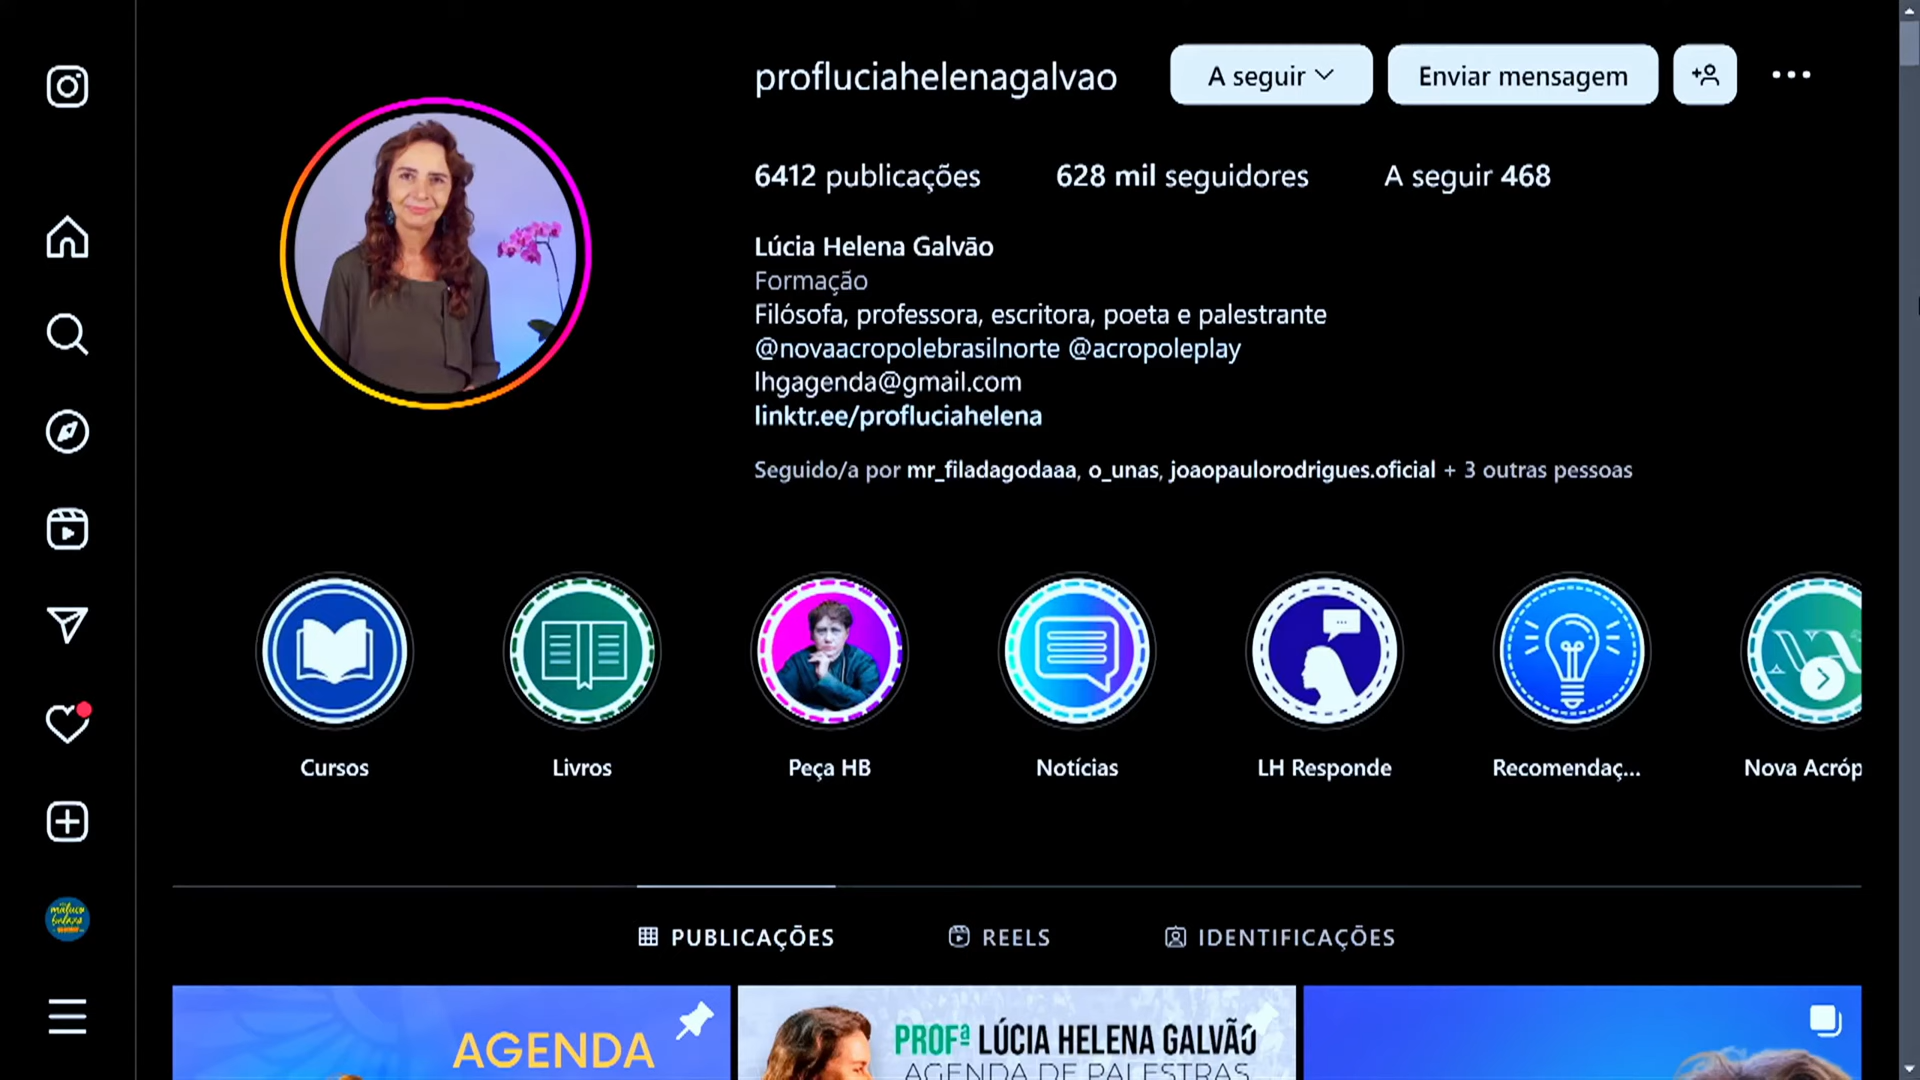 profluciahelenagalvao
A seguir
Enviar mensagem
6412 publicações
628 mil seguidores
A seguir 468
Lúcia Helena Galvão
Formação
Filósofa, professora, escritora, poeta e palestrante
@novaacropolebrasilnorte @acropoleplay
lhgagenda@gmail.com
linktr.ee/profluciahelena
Seguido/a por mr_filadagodaaa, o_unas, joaopaulorodrigues.oficial + 3 outras pessoas
Cursos
Livros
Peça HB
Notícias
LH Responde
Recomendaç...
Nova Acróp
PUBLICAÇÕES
REELS
IDENTIFICAÇÕES
AGENDA
PROFª LÚCIA HELENA GALVÃO
AGENDA DE PALESTRAS